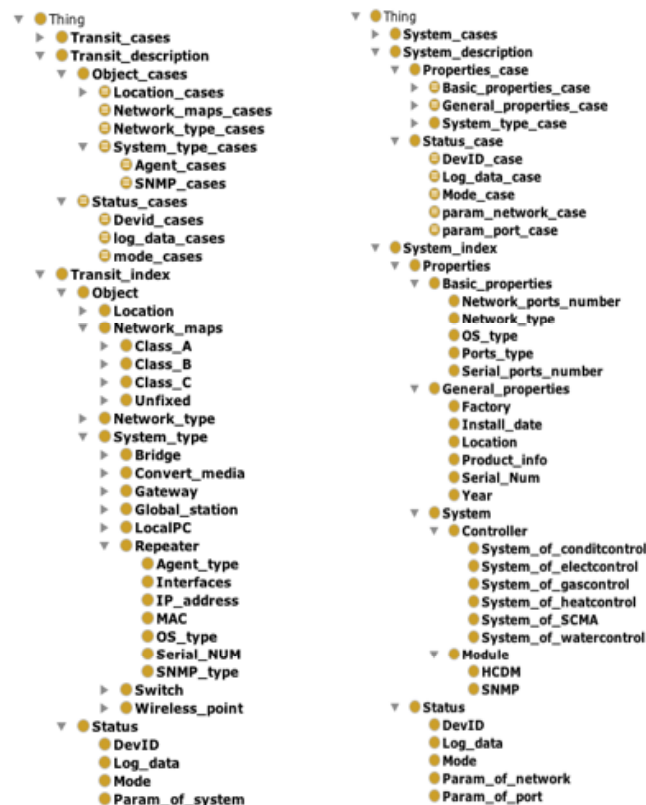 Thing
Transit_cases
Transit_description
Object_cases
Location_cases
Network_maps_cases
Network_type_cases
System_type_cases
Agent_cases
SNMP_cases
Status_cases
Devid_cases
log_data_cases
mode_cases
Transit_index
Object
Location
Network_maps
Class_A
Class_B
Class_C
Unfixed
Network_type
System_type
Bridge
Convert_media
Gateway
Global_station
LocalPC
Repeater
Agent_type
Interfaces
IP_address
MAC
OS_type
Serial_NUM
SNMP_type
Switch
Wireless_point
Status
DevID
Log_data
Mode
Param_of_system
Thing
System_cases
System_description
Properties_case
Basic_properties_case
General_properties_case
System_type_case
Status_case
DevID_case
Log_data_case
Mode_case
param_network_case
param_port_case
System_index
Properties
Basic_properties
Network_ports_number
Network_type
OS_type
Ports_type
Serial_ports_number
General_properties
Factory
Install_date
Location
Product_info
Serial_Num
Year
System
Controller
System_of_conditcontrol
System_of_electcontrol
System_of_gascontrol
System_of_heatcontrol
System_of_SCMA
System_of_watercontrol
Module
HCDM
SNMP
Status
DevID
Log_data
Mode
Param_of_network
Param_of_port